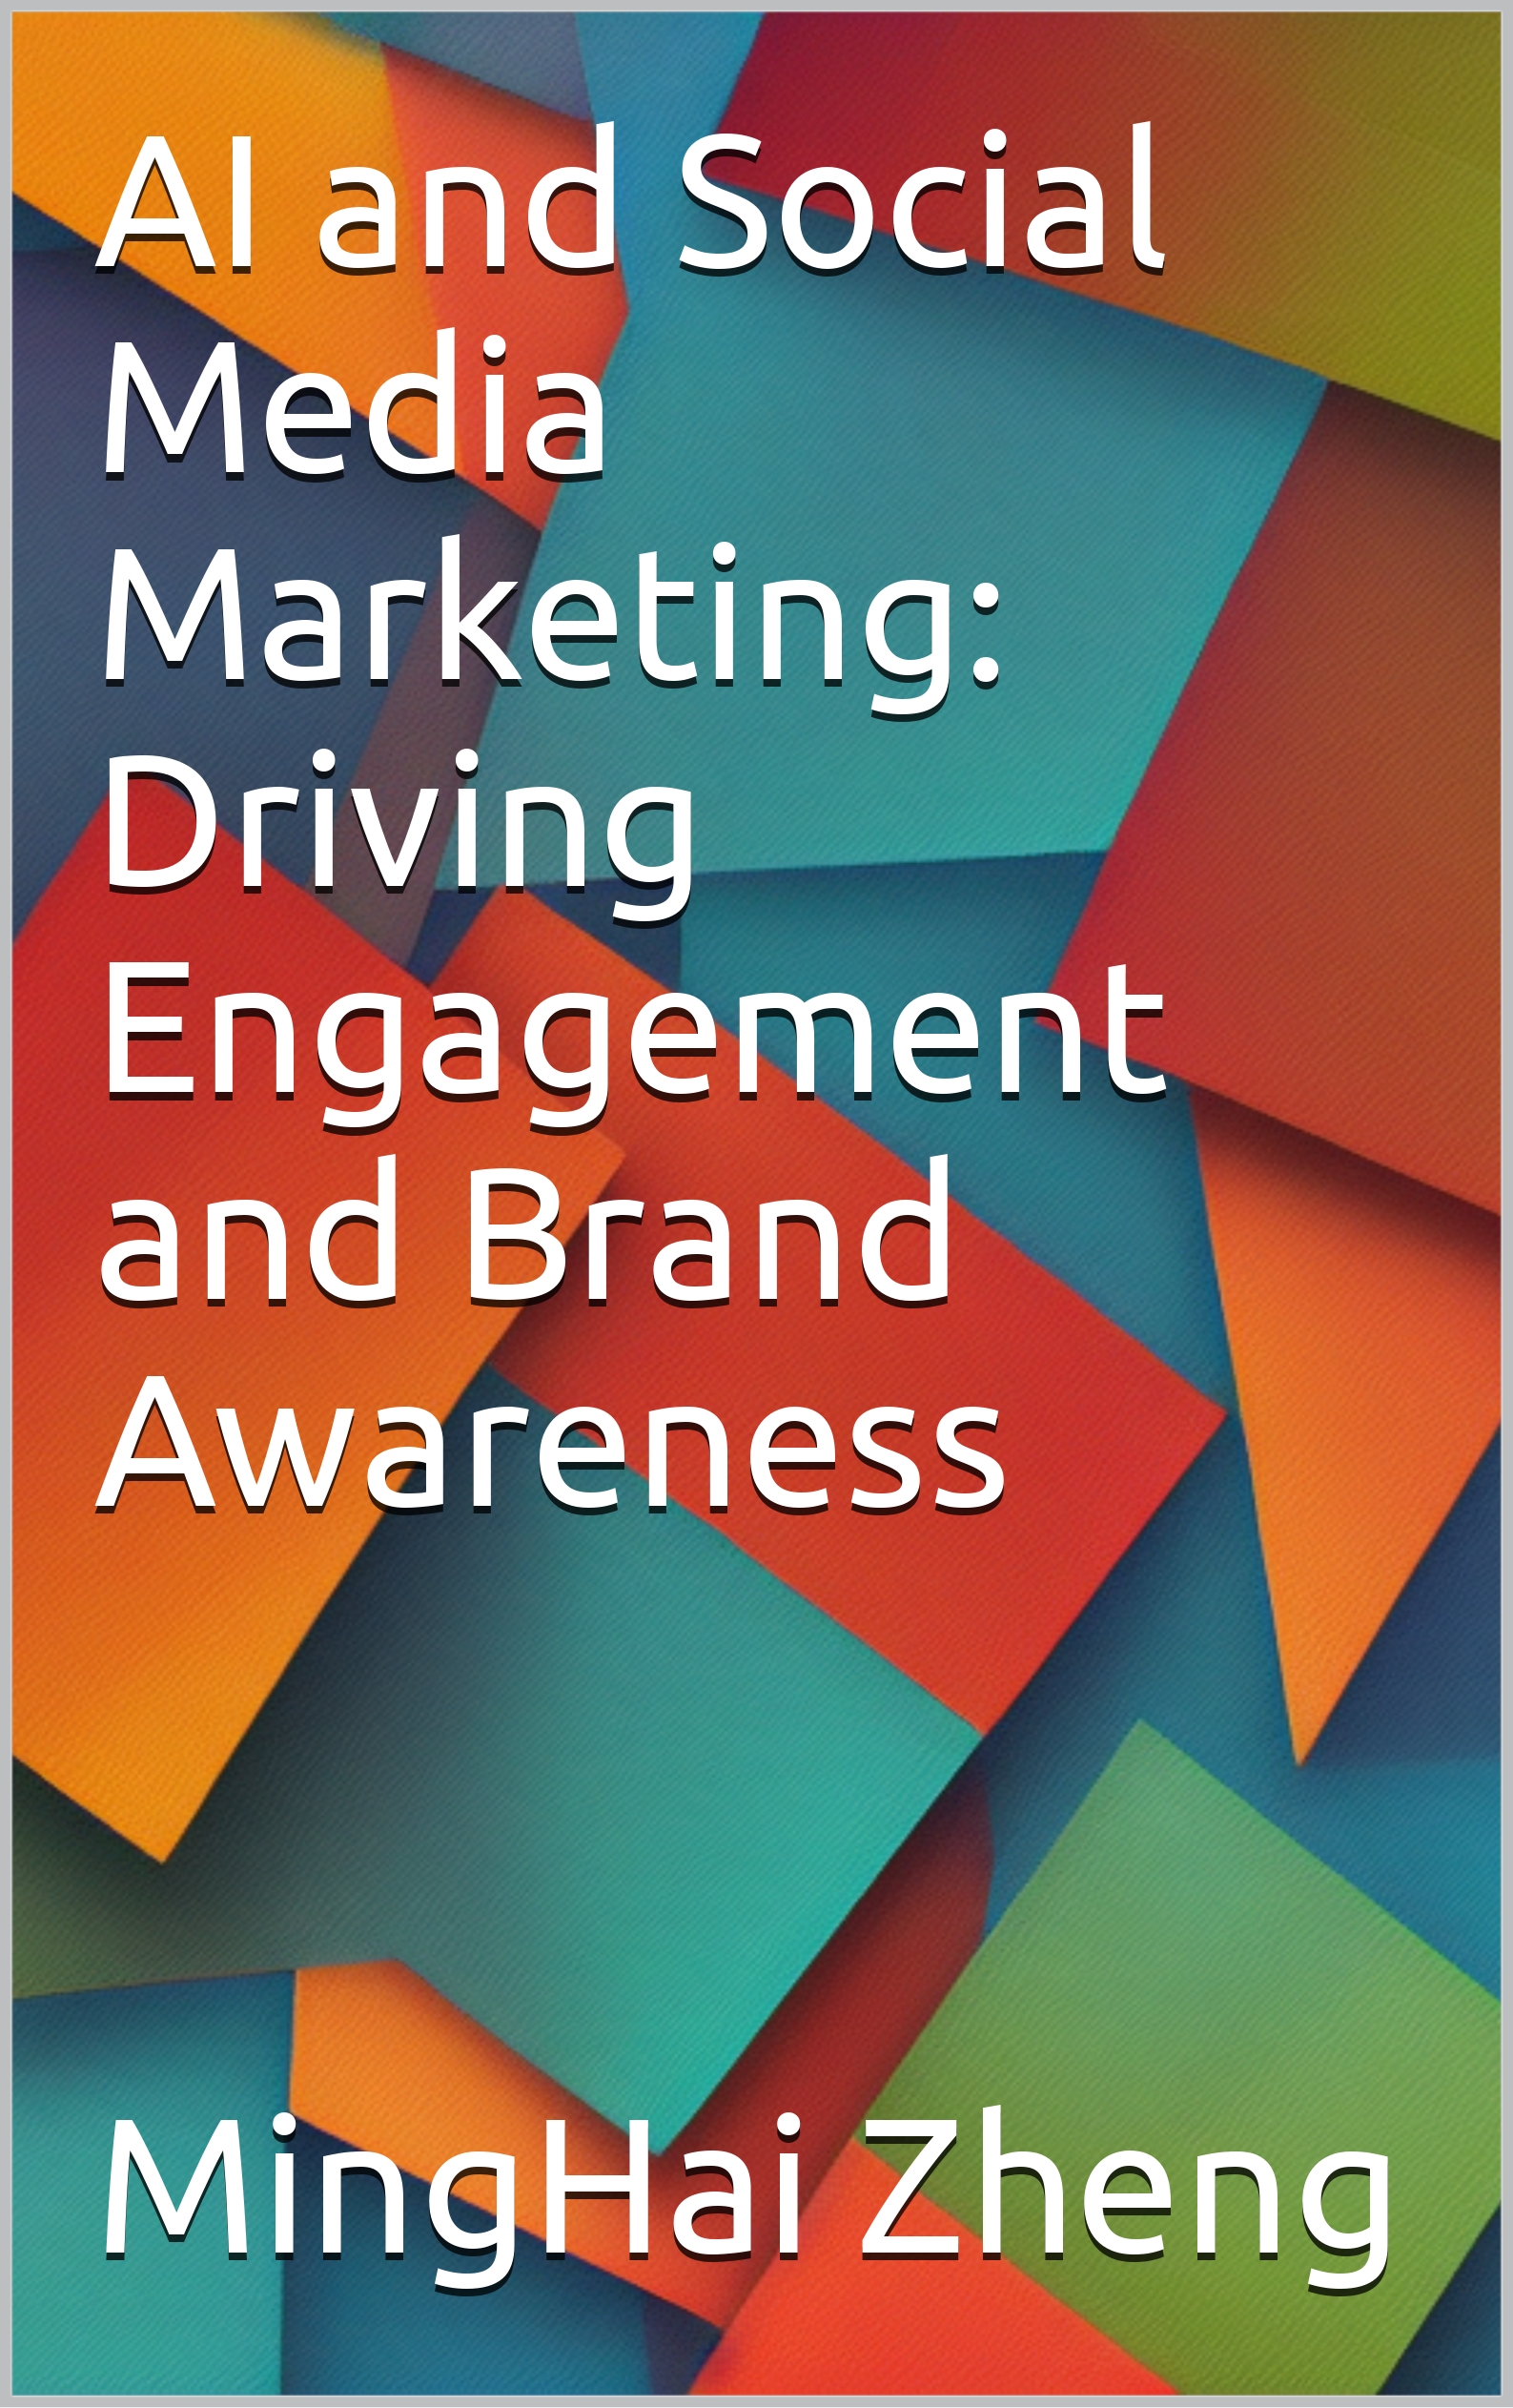 AI and Social
Media
Marketing:
Driving
Engagement
and Brand
Awareness
MingHai Zheng